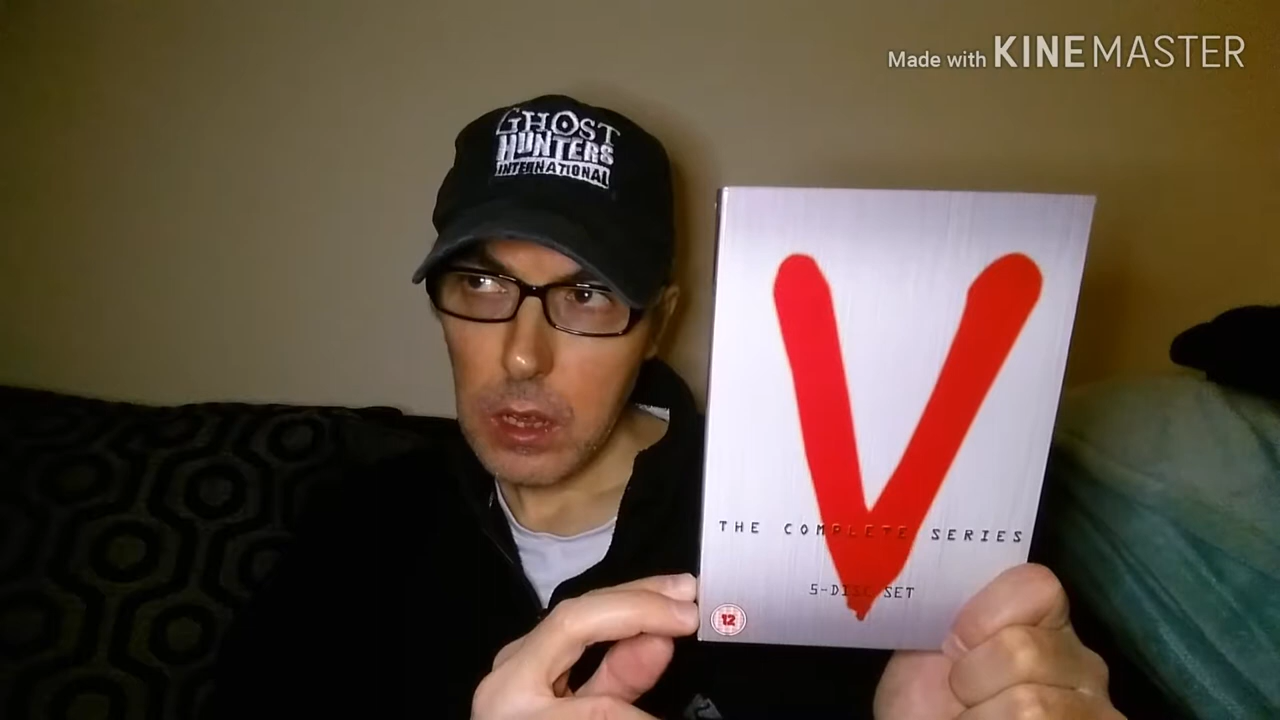 Made with KINEMASTER
GHOST
HUNTERS
INTERNATIONAL
V
THE COMPLETE SERIES
5-DISC SET
12